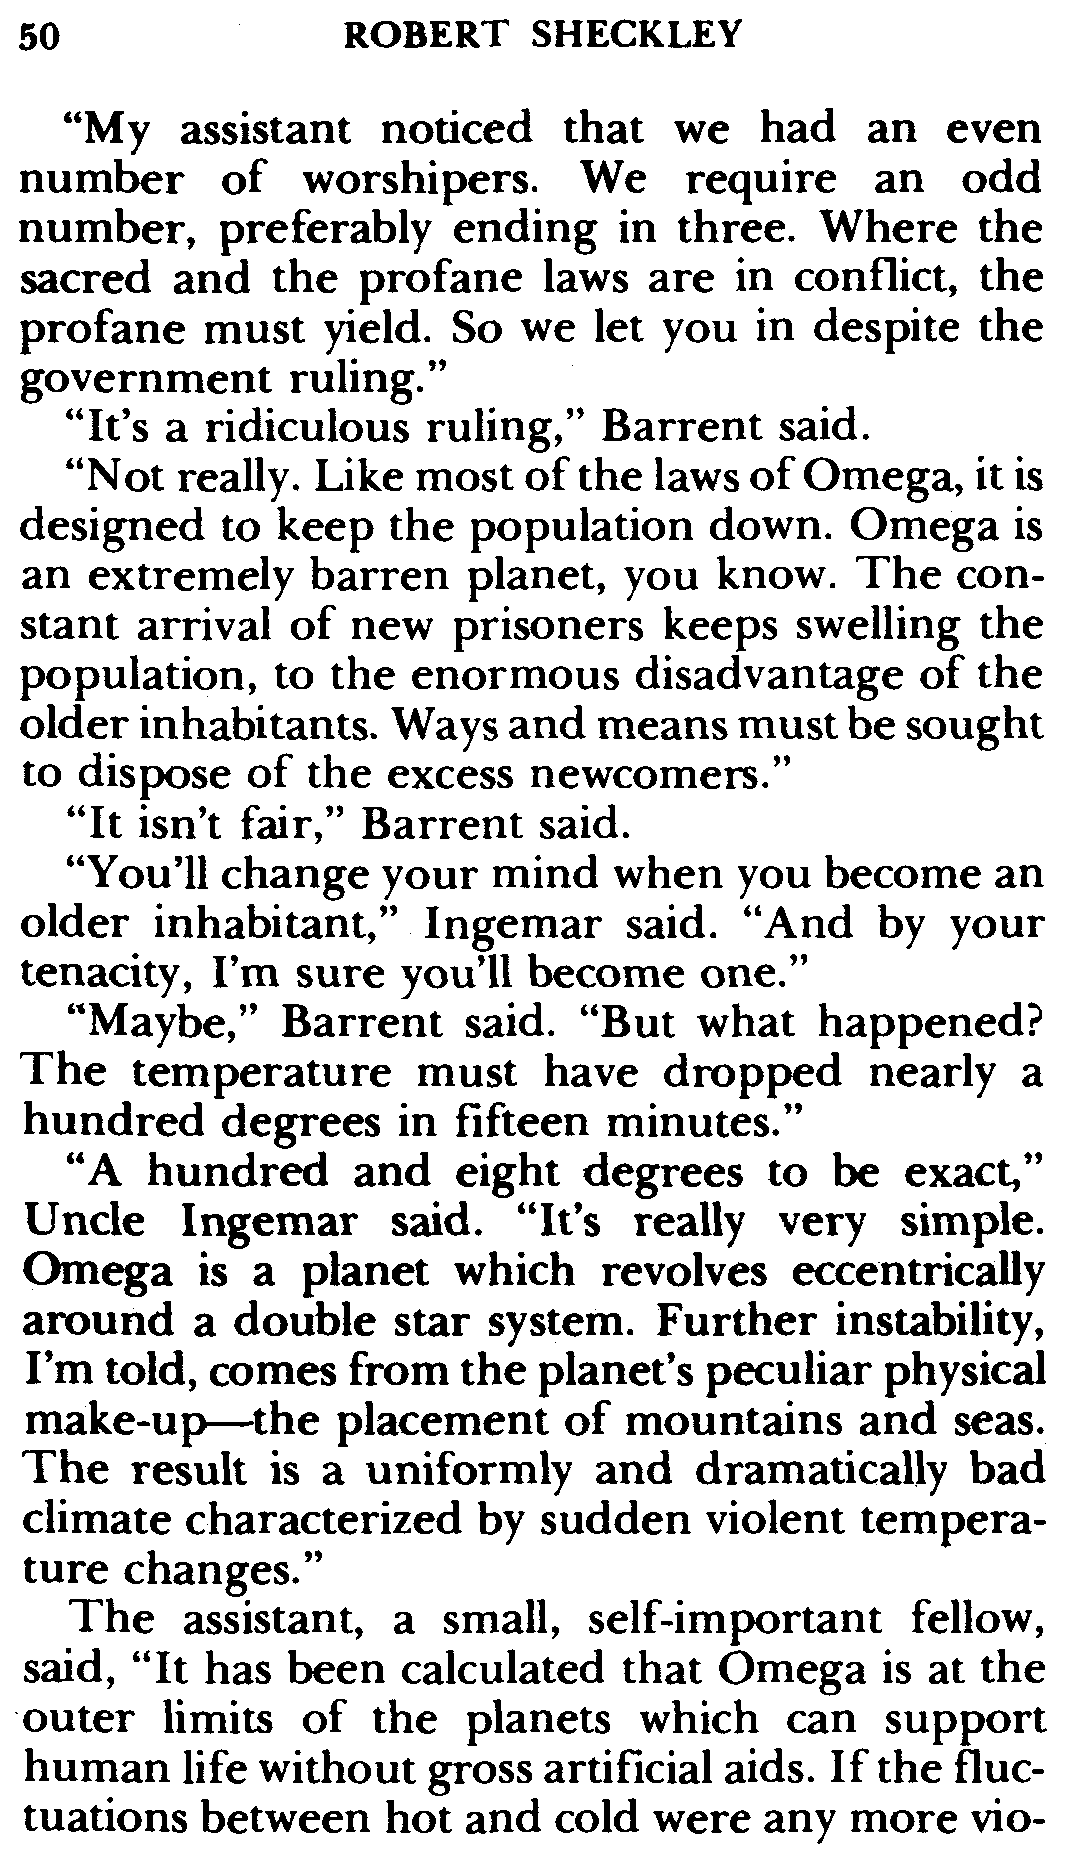 50 ROBERT SHECKLEY
“My assistant noticed that we had an even
number of worshipers. We require an odd
number, preferably ending in three. Where the
sacred and the profane laws are in conflict, the
profane must yield. So we let you in despite the
government ruling.”
“It's a ridiculous ruling,” Barrent said.
“Not really. Like most of the laws of Omega, it is
designed to keep the population down. Omega is
an extremely barren planet, you know. The con-
stant arrival of new prisoners keeps swelling the
population, to the enormous disadvantage of the
older inhabitants. Ways and means must be sought
to dispose of the excess newcomers.”
“It isn't fair,” Barrent said.
“You'll change your mind when you become an
older inhabitant,” Ingemar said. “And by your
tenacity, I'm sure you'll become one.”
“Maybe,” Barrent said. “But what happened?
The temperature must have dropped nearly a
hundred degrees in fifteen minutes.”
“A hundred and eight degrees to be exact,”
Uncle Ingemar said. “It's really very simple.
Omega is a planet which revolves eccentrically
around a double star system. Further instability,
I'm told, comes from the planet's peculiar physical
make-up—the placement of mountains and seas.
The result is a uniformly and dramatically bad
climate characterized by sudden violent tempera-
ture changes.”
The assistant, a small, self-important fellow,
said, “It has been calculated that Omega is at the
outer limits of the planets which can support
human life without gross artificial aids. If the fluc-
tuations between hot and cold were any more vio-